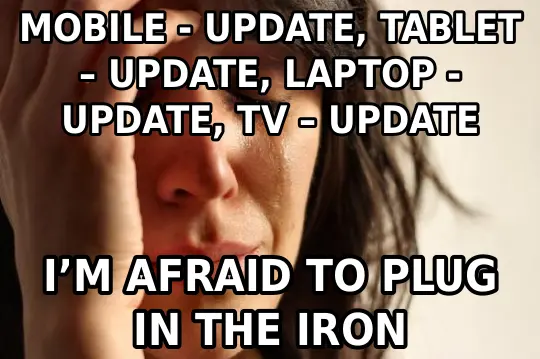 MOBILE - UPDATE, TABLET
– UPDATE, LAPTOP -
UPDATE, TV – UPDATE
I’M AFRAID TO PLUG
IN THE IRON